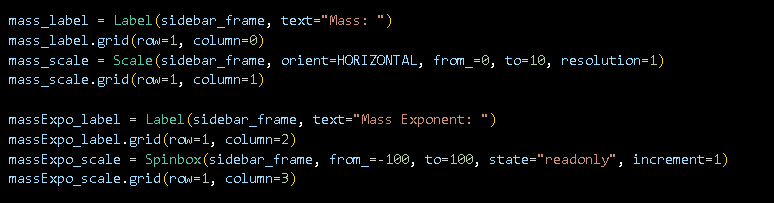 mass_label = Label(sidebar_frame, text="Mass: ")
mass_label.grid(row=1, column=0)
mass_scale = Scale(sidebar_frame, orient=HORIZONTAL, from_=0, to=10, resolution=1)
mass_scale.grid(row=1, column=1)

massExpo_label = Label(sidebar_frame, text="Mass Exponent: ")
massExpo_label.grid(row=1, column=2)
massExpo_scale = Spinbox(sidebar_frame, from_=-100, to=100, state="readonly", increment=1)
massExpo_scale.grid(row=1, column=3)